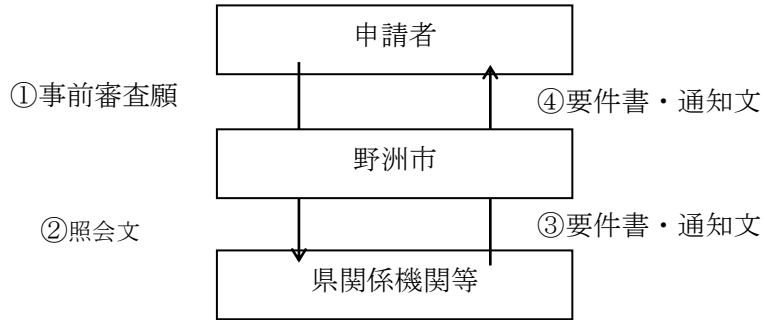 申請者
①事前審査願
④要件書・通知文
野洲市
②照会文
③要件書・通知文
県関係機関等